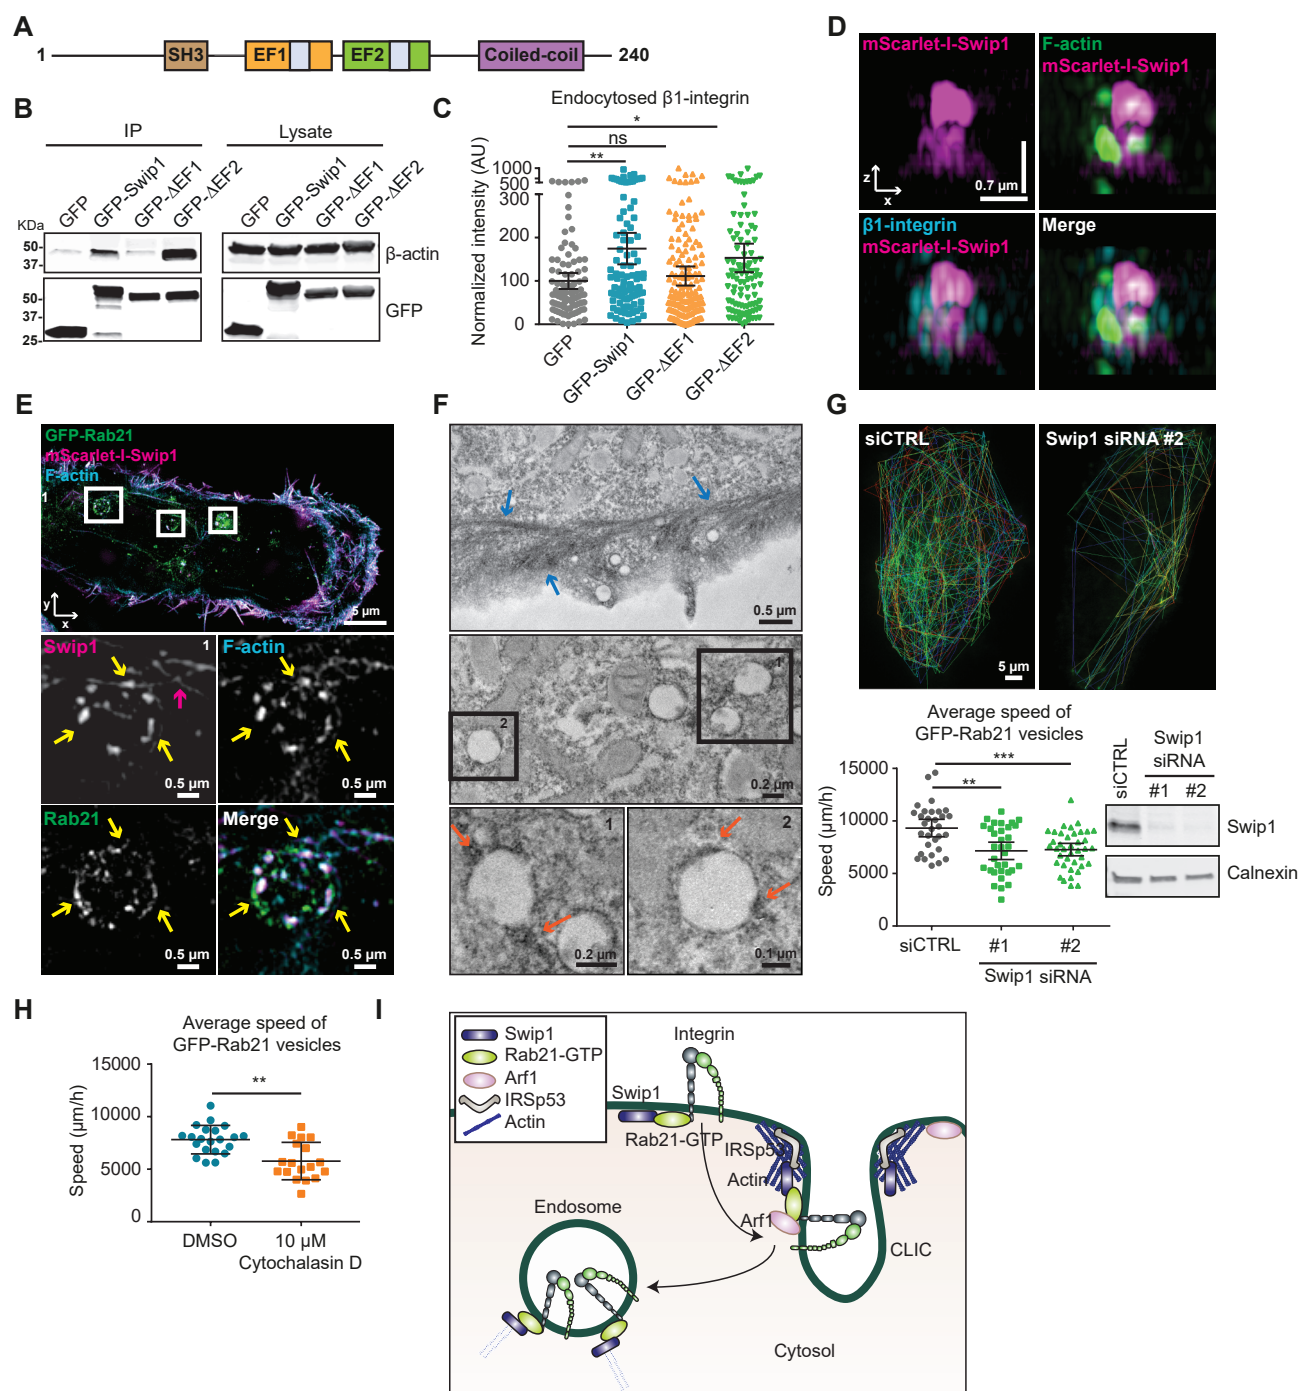 A
1
SH3
EF1
EF2
Coiled-coil
240
B
IP
Lysate
GFP
GFP-Swip1
GFP-ΔEF1
GFP-ΔEF2
GFP
GFP-Swip1
GFP-ΔEF1
GFP-ΔEF2
KDa
50-
37-
β-actin
50-
37-
25-
GFP
C
Endocytosed β1-integrin
*
ns
**
Normalized intensity (AU)
1000
500
300
200
100
0
GFP
GFP-Swip1
GFP-ΔEF1
GFP-ΔEF2
D
mScarlet-I-Swip1
z
x
0.7 µm
F-actin
mScarlet-I-Swip1
β1-integrin
mScarlet-I-Swip1
Merge
E
GFP-Rab21
mScarlet-I-Swip1
F-actin
1
y
x
5 µm
Swip1
1
0.5 µm
F-actin
0.5 µm
Rab21
0.5 µm
Merge
0.5 µm
F
0.5 µm
1
2
0.2 µm
1
0.2 µm
2
0.1 µm
G
siCTRL
5 µm
Swip1 siRNA #2
Average speed of
GFP-Rab21 vesicles
***
**
Speed (µm/h)
15000
10000
5000
0
siCTRL
#1
#2
Swip1 siRNA
siCTRL
Swip1
siRNA
#1
#2
Swip1
Calnexin
H
Average speed of
GFP-Rab21 vesicles
**
Speed (µm/h)
15000
10000
5000
0
DMSO
10 µM
Cytochalasin D
I
Swip1
Rab21-GTP
Arf1
IRSp53
Actin
Integrin
Swip1
Rab21-GTP
IRSp53
Actin
Arf1
CLIC
Endosome
Cytosol